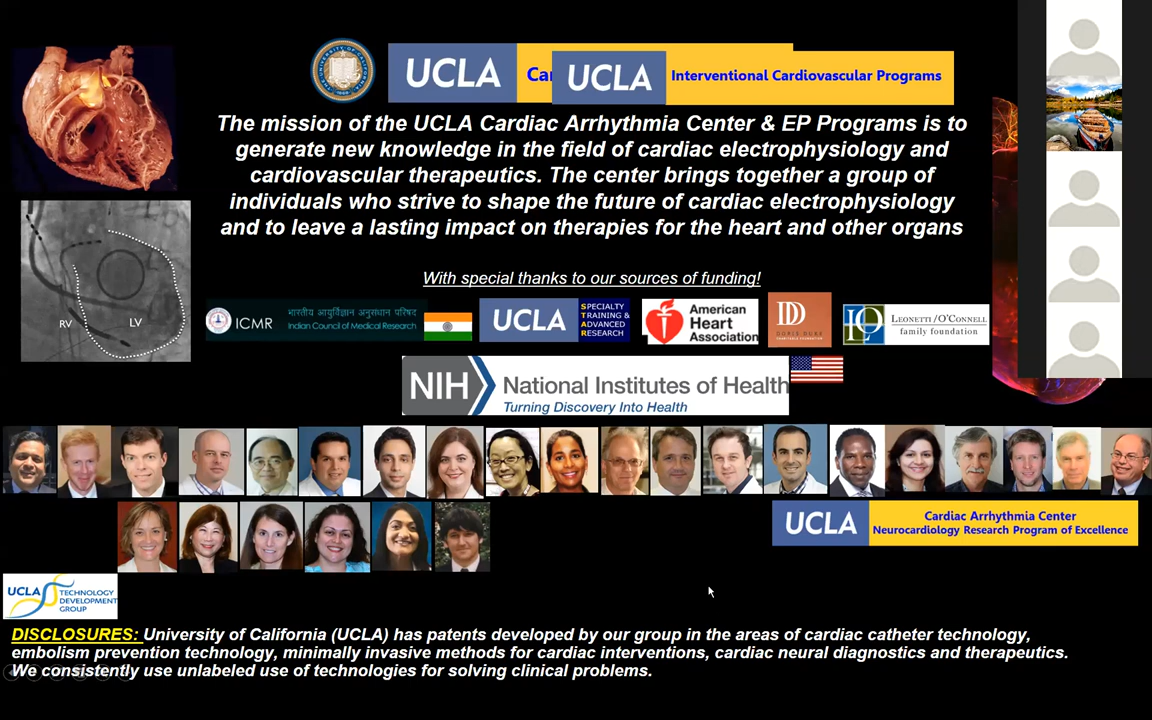 UCLA
Ca
UCLA
Interventional Cardiovascular Programs
The mission of the UCLA Cardiac Arrhythmia Center & EP Programs is to
generate new knowledge in the field of cardiac electrophysiology and
cardiovascular therapeutics. The center brings together a group of
individuals who strive to shape the future of cardiac electrophysiology
and to leave a lasting impact on therapies for the heart and other organs
With special thanks to our sources of funding!
RV
LV
ICMR
भारतीय आयुर्विज्ञान अनुसंधान परिषद
Indian Council of Medical Research
UCLA
SPECIALTY
TRAINING &
ADVANCED
RESEARCH
American
Heart
Association
DORIS DUKE
LEONETTI/O'CONNELL
family foundation
NIH
National Institutes of Health
Turning Discovery Into Health
UCLA
Cardiac Arrhythmia Center
Neurocardiology Research Program of Excellence
UCLA
TECHNOLOGY
DEVELOPMENT
GROUP
DISCLOSURES: University of California (UCLA) has patents developed by our group in the areas of cardiac catheter technology,
embolism prevention technology, minimally invasive methods for cardiac interventions, cardiac neural diagnostics and therapeutics.
We consistently use unlabeled use of technologies for solving clinical problems.